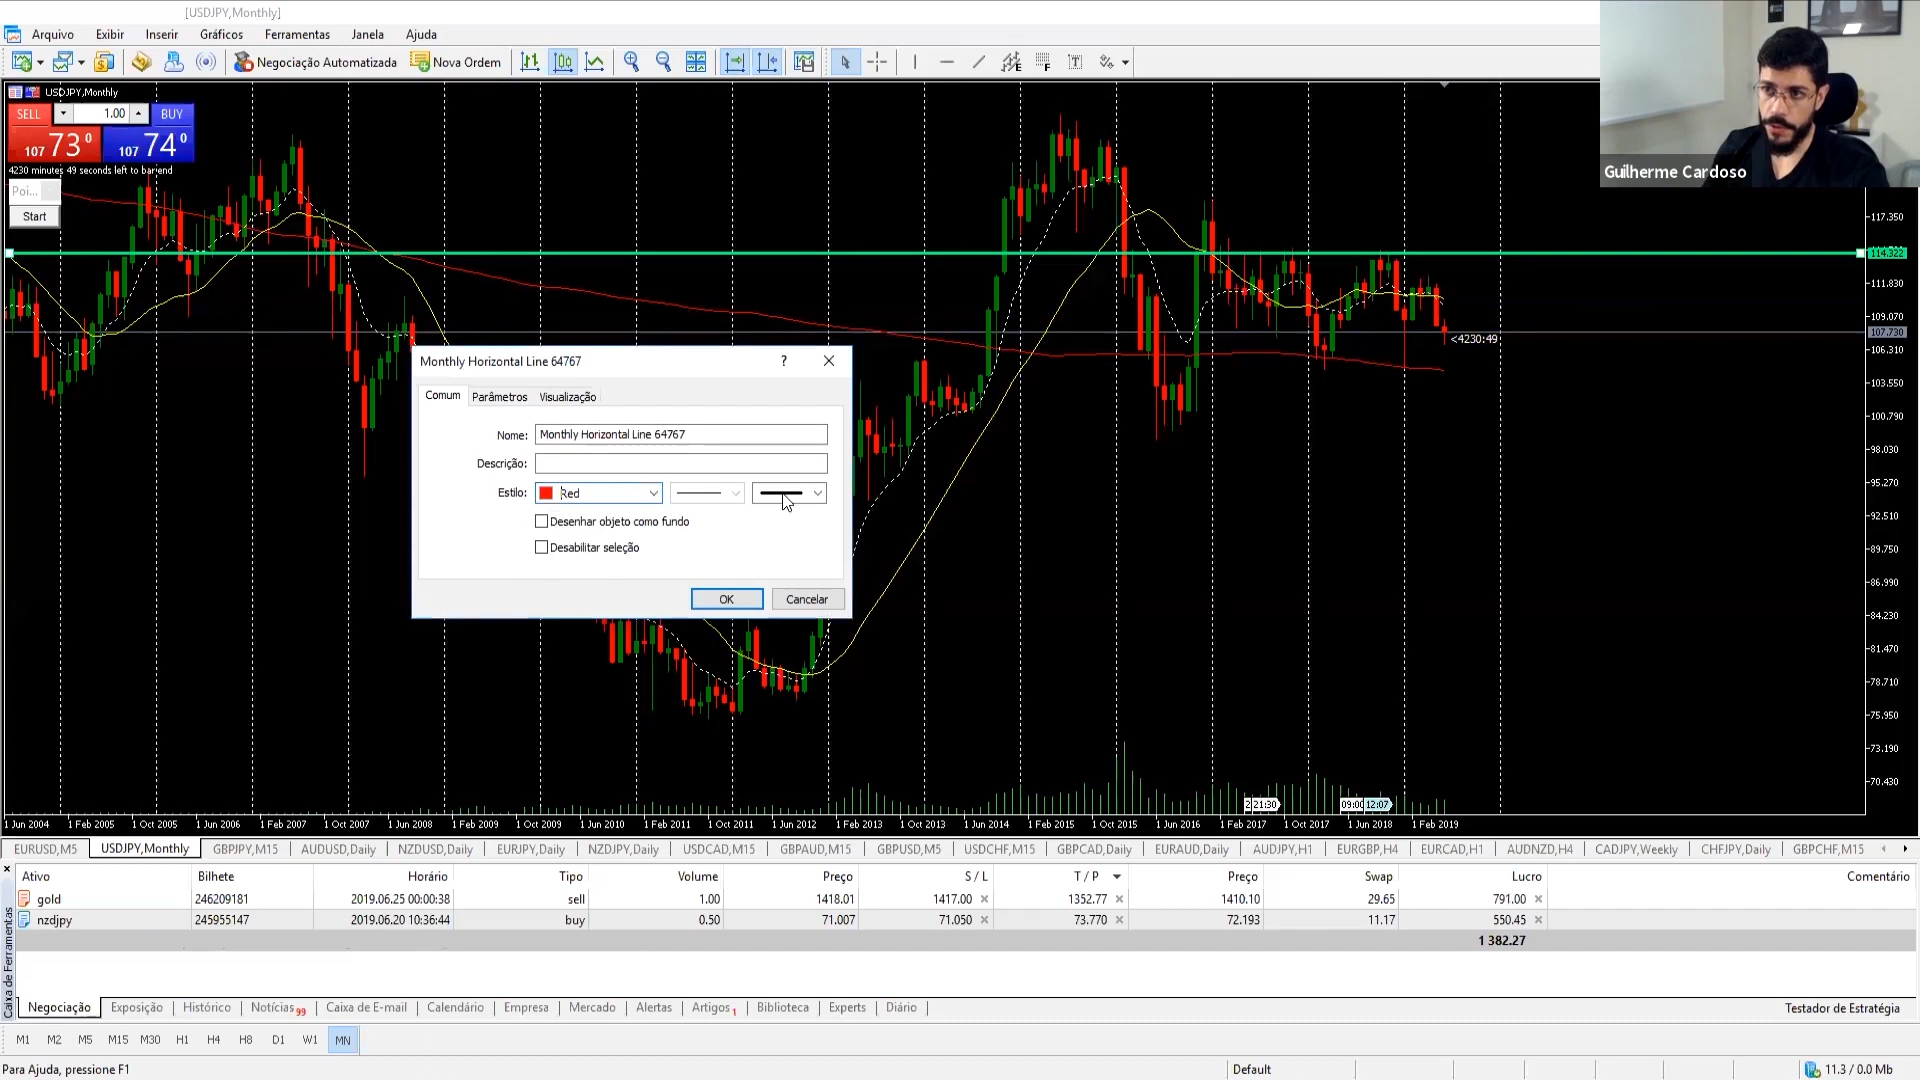 [USDJPY,Monthly]
Arquivo Exibir Inserir Gráficos Ferramentas Janela Ajuda
Negociação Automatizada Nova Ordem
USDJPY,Monthly
SELL 1.00 BUY
107 73 0 107 74 0
4230 minutes 49 seconds left to bar end
Poi...
Start
Guilherme Cardoso
117.350
114.322
111.830
109.070
107.730
<4230:49
106.310
103.550
100.790
98.030
95.270
92.510
89.750
86.990
84.230
81.470
78.710
75.950
73.190
70.430
Monthly Horizontal Line 64767 ?
Comum Parâmetros Visualização
Nome: Monthly Horizontal Line 64767
Descrição:
Estilo: Red
Desenhar objeto como fundo
Desabilitar seleção
OK Cancelar
21:30 09:00 12:07
1 Jun 2004 1 Feb 2005 1 Oct 2005 1 Jun 2006 1 Feb 2007 1 Oct 2007 1 Jun 2008 1 Feb 2009 1 Oct 2009 1 Jun 2010 1 Feb 2011 1 Oct 2011 1 Jun 2012 1 Feb 2013 1 Oct 2013 1 Jun 2014 1 Feb 2015 1 Oct 2015 1 Jun 2016 1 Feb 2017 1 Oct 2017 1 Jun 2018 1 Feb 2019
EURUSD,M5 USDJPY,Monthly GBPJPY,M15 AUDUSD,Daily NZDUSD,Daily EURJPY,Daily NZDJPY,Daily USDCAD,M15 GBPAUD,M15 GBPUSD,M5 USDCHF,M15 GBPCAD,Daily EURAUD,Daily AUDJPY,H1 EURGBP,H4 EURCAD,H1 AUDNZD,H4 CADJPY,Weekly CHFJPY,Daily GBPCHF,M15
Ativo Bilhete Horário Tipo Volume Preço S / L T / P Preço Swap Lucro Comentário
gold 246209181 2019.06.25 00:00:38 sell 1.00 1418.01 1417.00 1352.77 1410.10 29.65 791.00
nzdjpy 245955147 2019.06.20 10:36:44 buy 0.50 71.007 71.050 73.770 72.193 11.17 550.45
1 382.27
Caixa de Ferramentas
Negociação Exposição Histórico Notícias 99 Caixa de E-mail Calendário Empresa Mercado Alertas Artigos 1 Biblioteca Experts Diário Testador de Estratégia
M1 M2 M5 M15 M30 H1 H4 H8 D1 W1 MN
Para Ajuda, pressione F1 Default 11.3 / 0.0 Mb